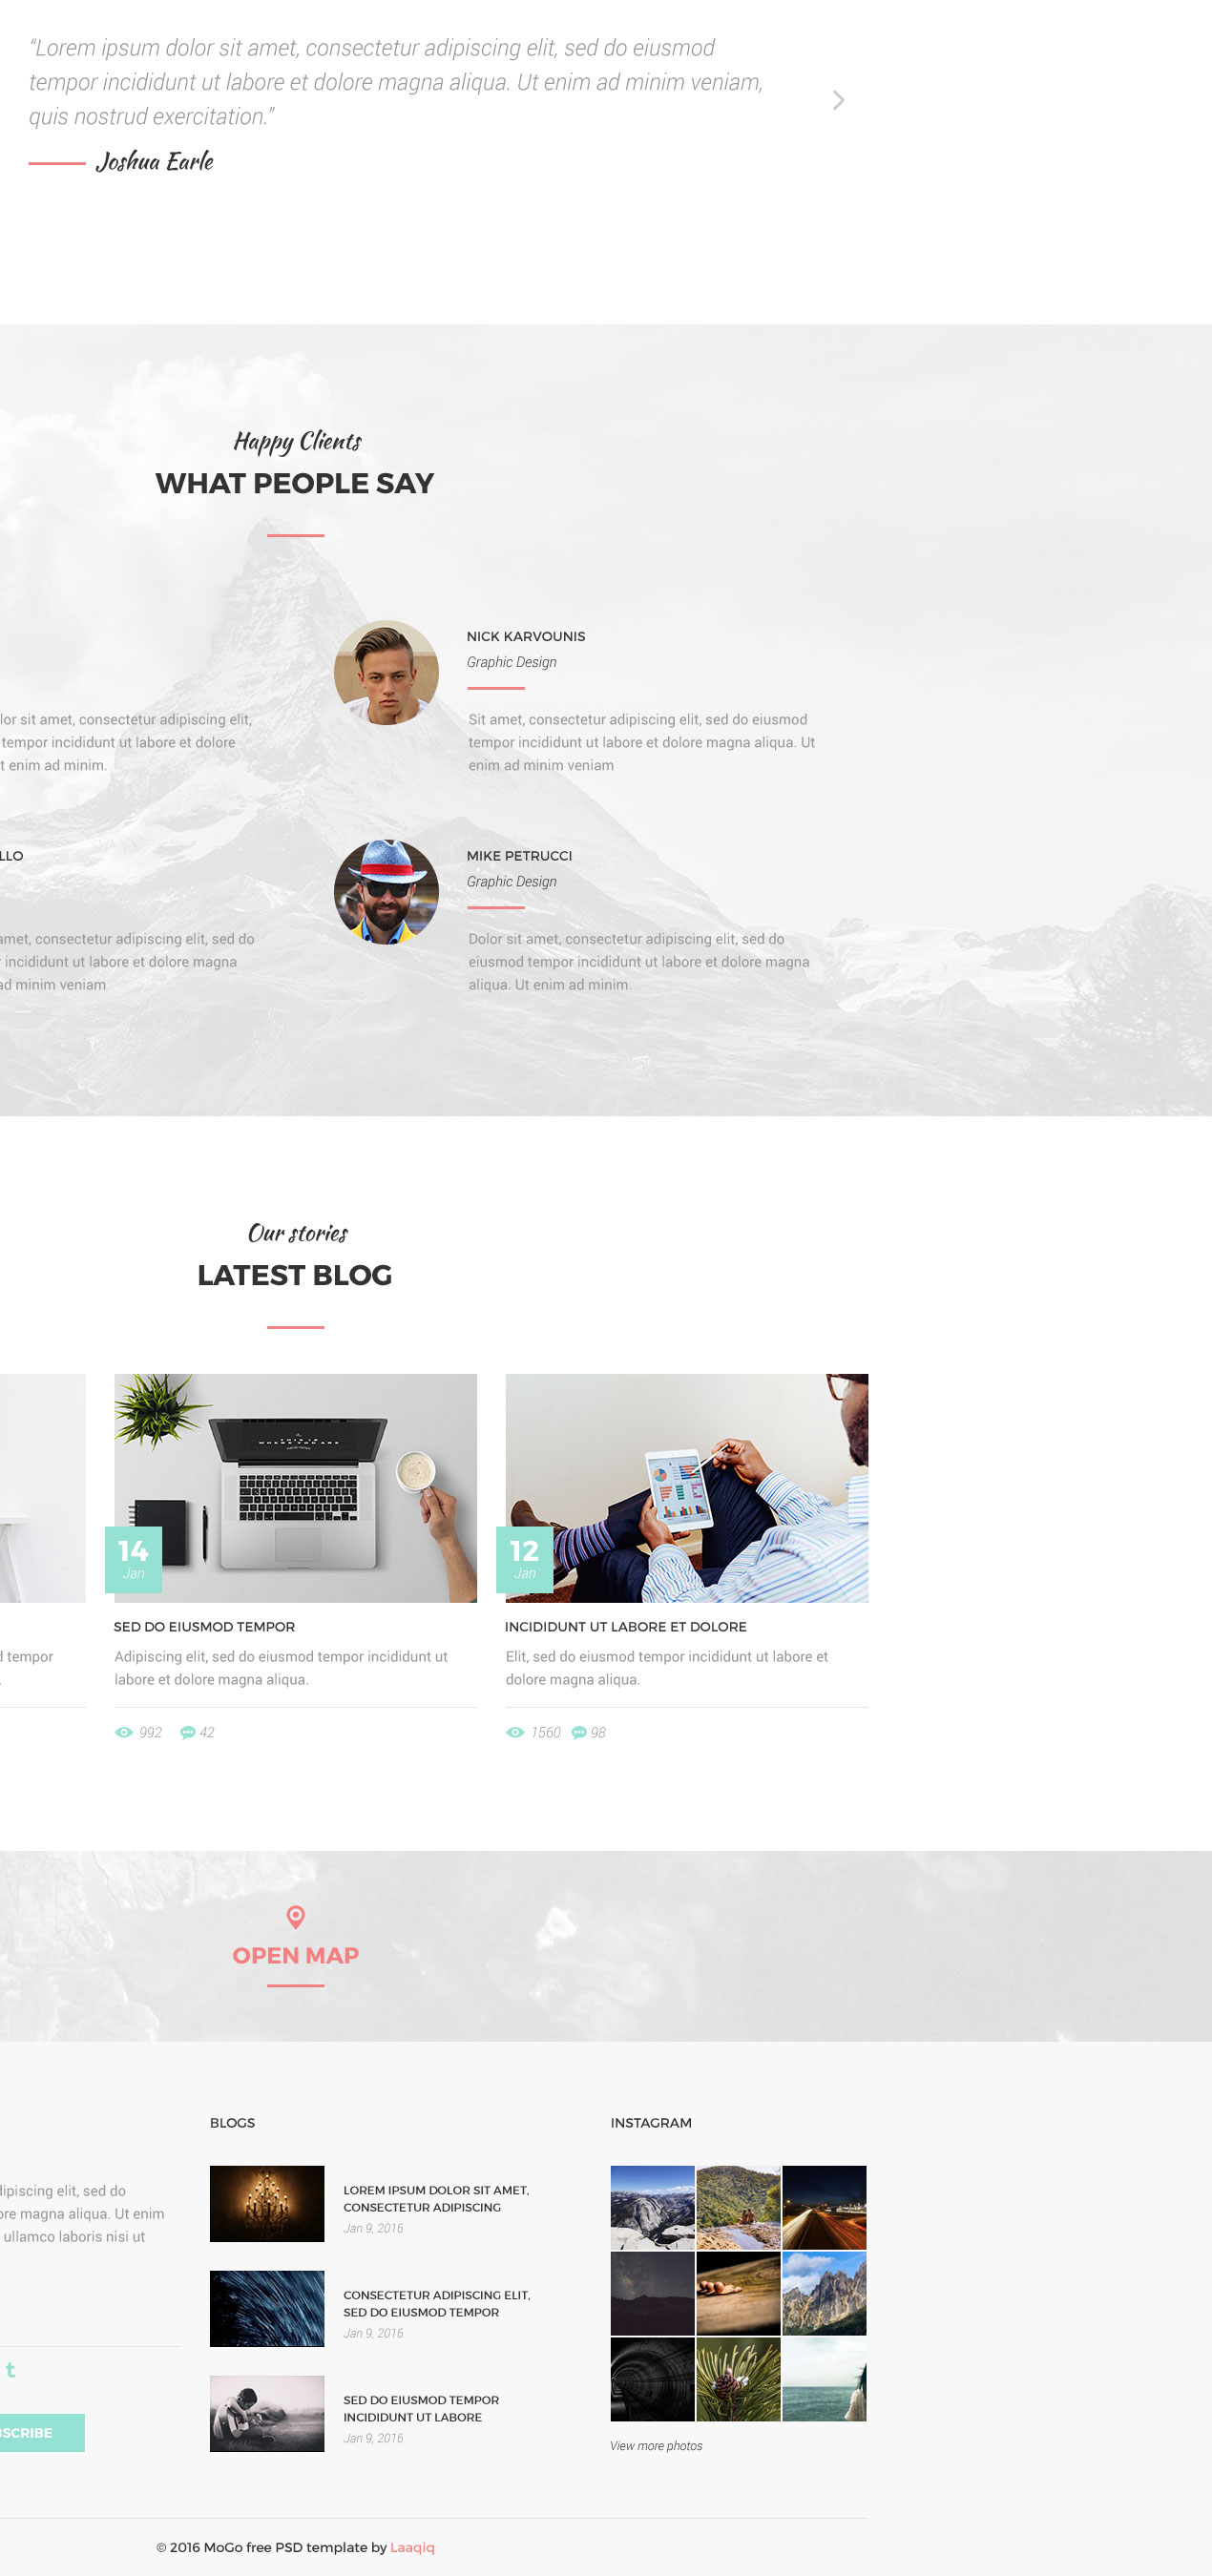 “Lorem ipsum dolor sit amet, consectetur adipiscing elit, sed do eiusmod
tempor incididunt ut labore et dolore magna aliqua. Ut enim ad minim veniam,
quis nostrud exercitation.”
Joshua Earle
Happy Clients
WHAT PEOPLE SAY
lor sit amet, consectetur adipiscing elit,
tempor incididunt ut labore et dolore
t enim ad minim.
NICK KARVOUNIS
Graphic Design
Sit amet, consectetur adipiscing elit, sed do eiusmod
tempor incididunt ut labore et dolore magna aliqua. Ut
enim ad minim veniam
LLO
amet, consectetur adipiscing elit, sed do
r incididunt ut labore et dolore magna
ad minim veniam
MIKE PETRUCCI
Graphic Design
Dolor sit amet, consectetur adipiscing elit, sed do
eiusmod tempor incididunt ut labore et dolore magna
aliqua. Ut enim ad minim.
Our stories
LATEST BLOG
d tempor
.
THIS IS
WHERE YOU ARE
14
Jan
SED DO EIUSMOD TEMPOR
Adipiscing elit, sed do eiusmod tempor incididunt ut
labore et dolore magna aliqua.
992 42
12
Jan
INCIDIDUNT UT LABORE ET DOLORE
Elit, sed do eiusmod tempor incididunt ut labore et
dolore magna aliqua.
1560 98
OPEN MAP
dipiscing elit, sed do
ore magna aliqua. Ut enim
ullamco laboris nisi ut
t
SCRIBE
BLOGS
LOREM IPSUM DOLOR SIT AMET,
CONSECTETUR ADIPISCING
Jan 9, 2016
CONSECTETUR ADIPISCING ELIT,
SED DO EIUSMOD TEMPOR
Jan 9, 2016
SED DO EIUSMOD TEMPOR
INCIDIDUNT UT LABORE
Jan 9, 2016
INSTAGRAM
View more photos
© 2016 MoGo free PSD template by Laaqiq